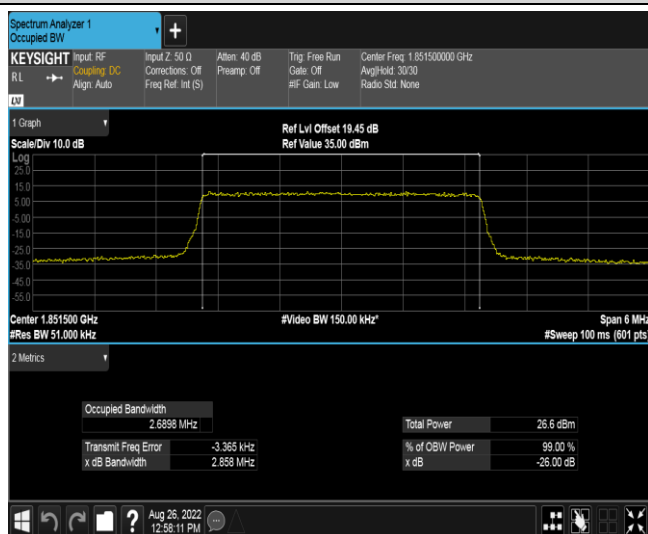 Spectrum Analyzer 1
Occupied BW
+
KEYSIGHT
R L
LXI
Input: RF
Coupling: DC
Align: Auto
Input Z: 50 Ω
Corrections: Off
Freq Ref: Int (S)
Atten: 40 dB
Preamp: Off
Trig: Free Run
Gate: Off
#IF Gain: Low
Center Freq: 1.851500000 GHz
Avg|Hold: 30/30
Radio Std: None
1 Graph
Scale/Div 10.0 dB
Ref Lvl Offset 19.45 dB
Ref Value 35.00 dBm
Log
25.0
15.0
5.00
-5.00
-15.0
-25.0
-35.0
-45.0
-55.0
Center 1.851500 GHz
#Res BW 51.000 kHz
#Video BW 150.00 kHz*
Span 6 MHz
#Sweep 100 ms (601 pts)
2 Metrics
Occupied Bandwidth
2.6898 MHz
Transmit Freq Error -3.365 kHz
x dB Bandwidth 2.858 MHz
Total Power 26.6 dBm
% of OBW Power 99.00 %
x dB -26.00 dB
?
Aug 26, 2022
12:58:11 PM